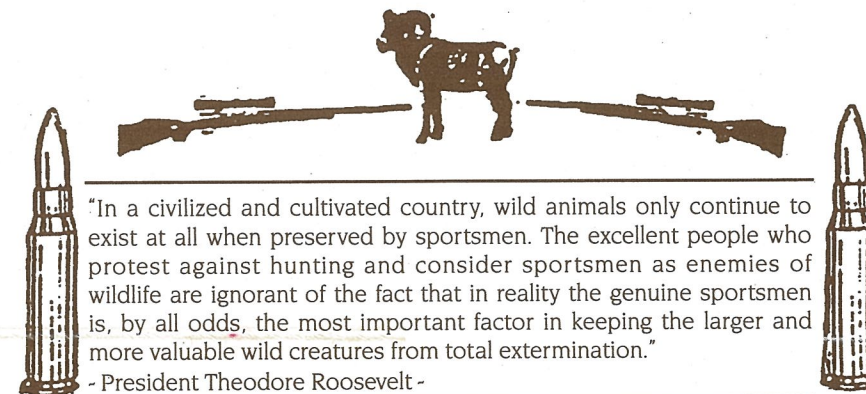 "In a civilized and cultivated country, wild animals only continue to
exist at all when preserved by sportsmen. The excellent people who
protest against hunting and consider sportsmen as enemies of
wildlife are ignorant of the fact that in reality the genuine sportsmen
is, by all odds, the most important factor in keeping the larger and
more valuable wild creatures from total extermination."
- President Theodore Roosevelt -